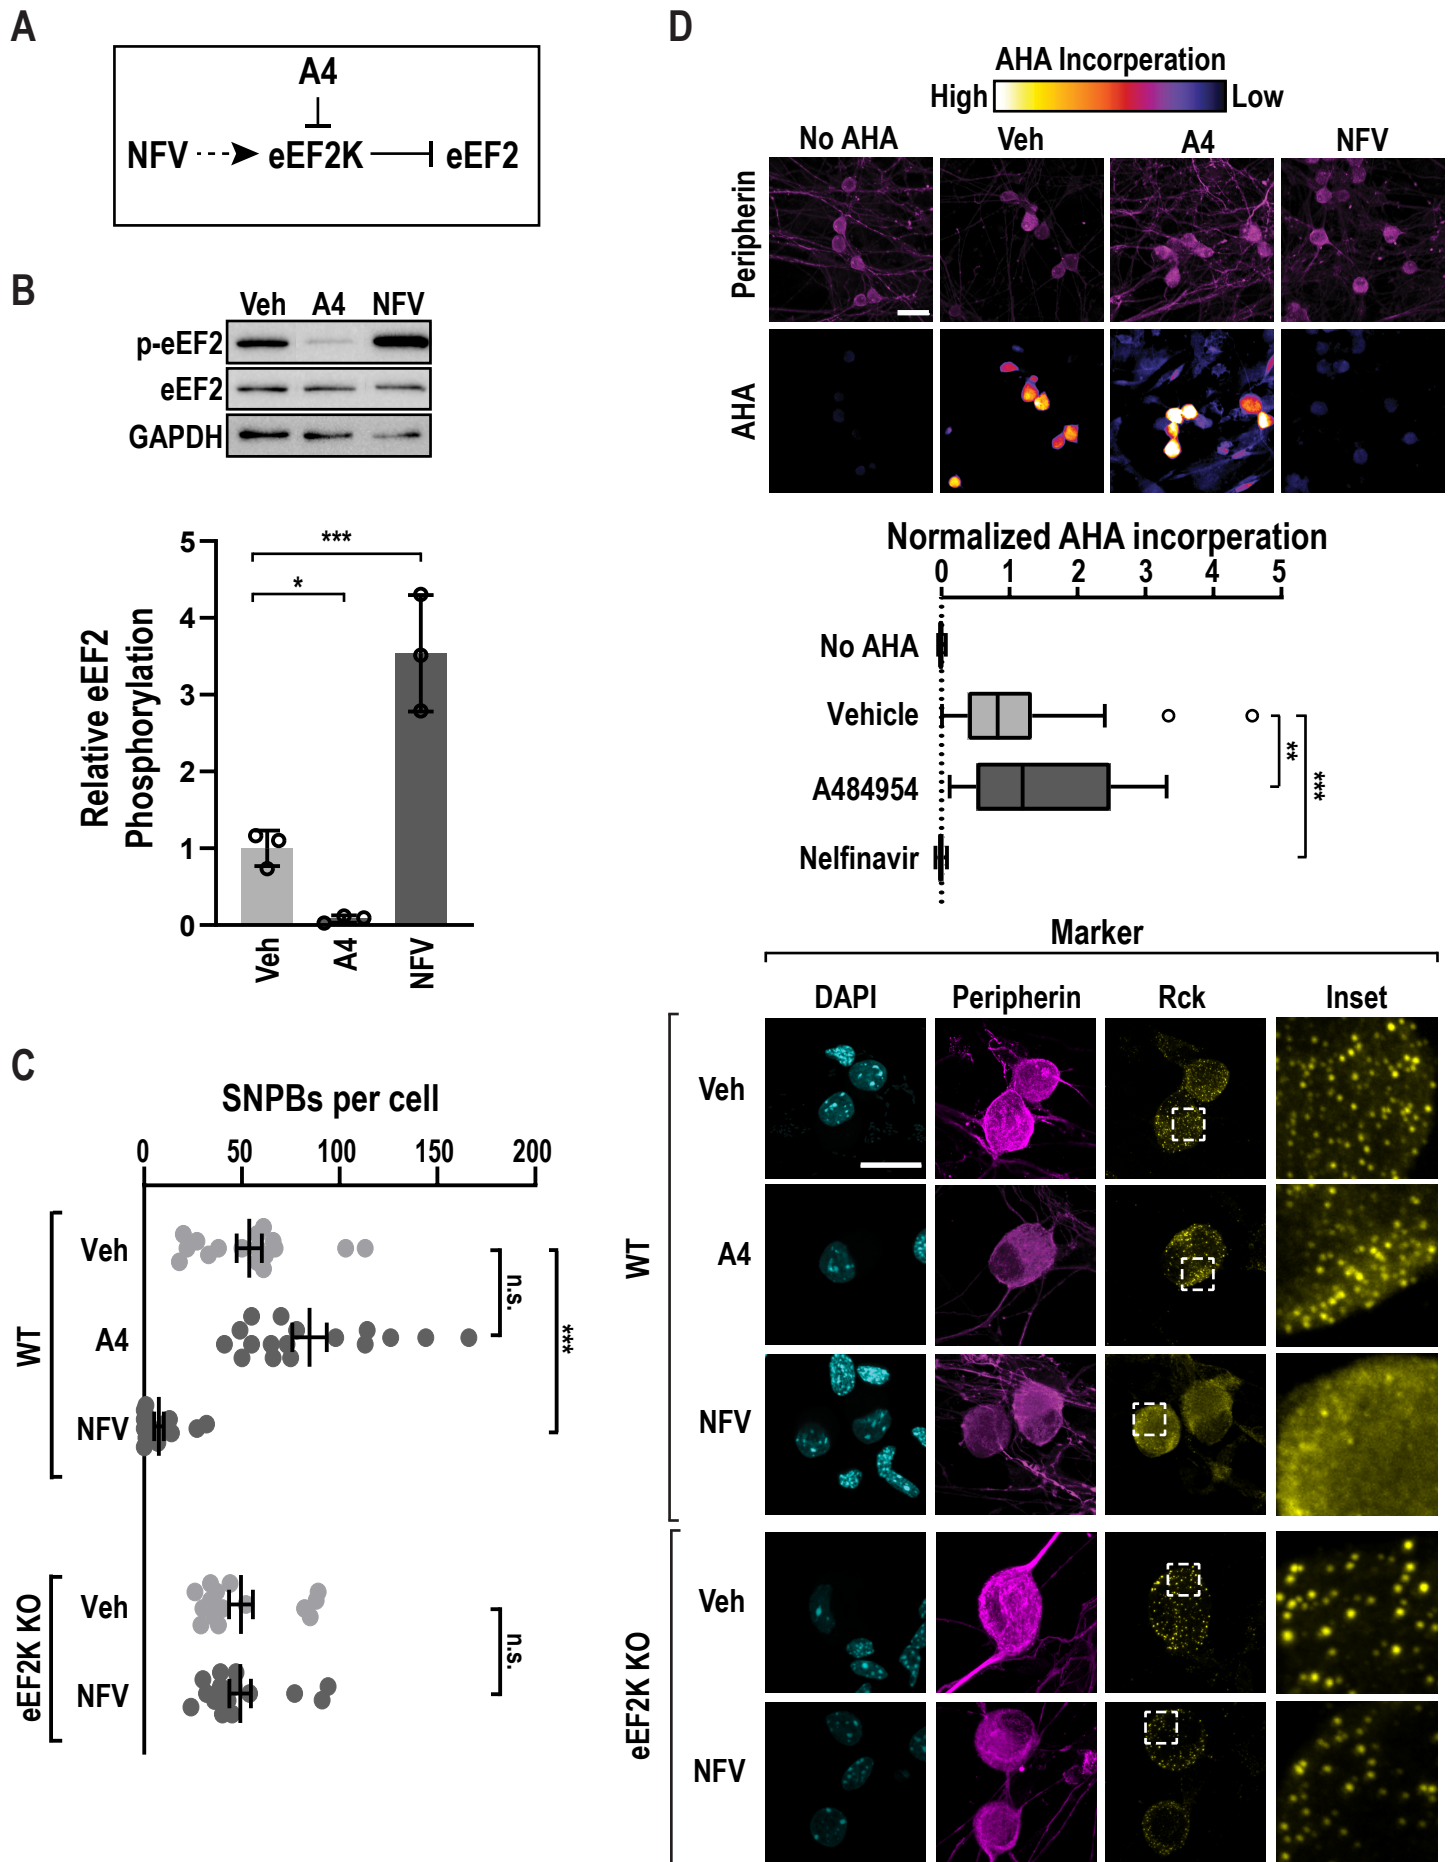 A
A4
NFV eEF2K eEF2
B
Veh A4 NFV
p-eEF2
eEF2
GAPDH
Relative eEF2
Phosphorylation
5
4
3
2
1
0
***
*
Veh
A4
NFV
C
SNPBs per cell
0 50 100 150 200
WT
Veh
A4
NFV
n.s.
***
eEF2K KO
Veh
NFV
n.s.
D
AHA Incorperation
High Low
No AHA Veh A4 NFV
Peripherin
AHA
Normalized AHA incorperation
0 1 2 3 4 5
No AHA
Vehicle
A484954
Nelfinavir
**
***
Marker
DAPI Peripherin Rck Inset
WT
Veh
A4
NFV
eEF2K KO
Veh
NFV